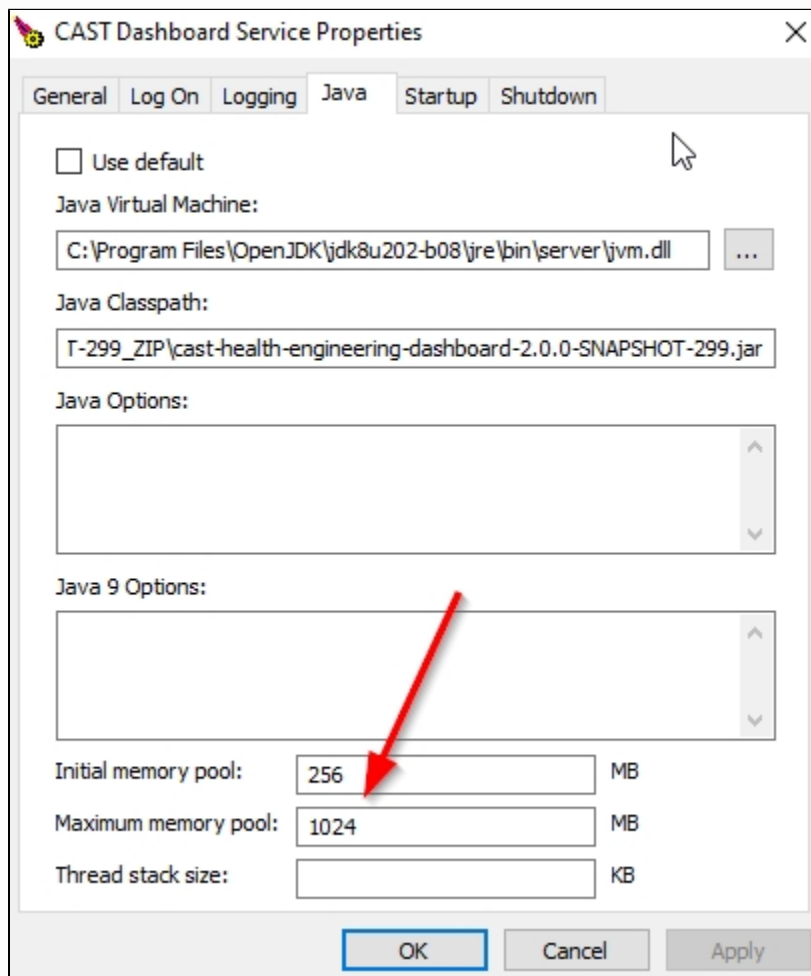 CAST Dashboard Service Properties
General Log On Logging Java Startup Shutdown
Use default
Java Virtual Machine:
C:\Program Files\OpenJDK\jdk8u202-b08\jre\bin\server\jvm.dll ...
Java Classpath:
T-299_ZIP\cast-health-engineering-dashboard-2.0.0-SNAPSHOT-299.jar
Java Options:
Java 9 Options:
Initial memory pool: 256 MB
Maximum memory pool: 1024 MB
Thread stack size: KB
OK Cancel Apply